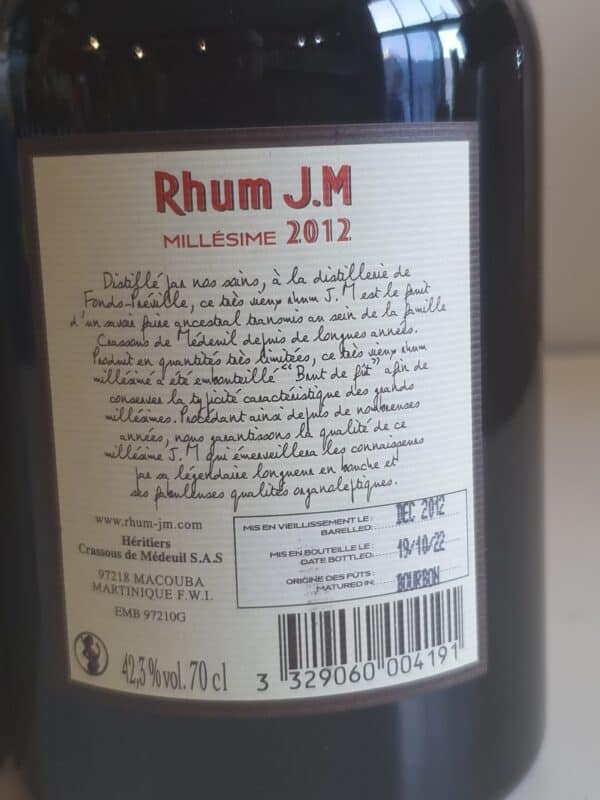 Rhum J.M
MILLÉSIME 2012
Distillé par nos soins, à la distillerie de
Fonds-Préville, ce très vieux rhum J.M est le fruit
d'un savoir faire ancestral transmis au sein de la famille
Crassous de Médeuil depuis de longues années.
Produit en quantités très limitées, ce très vieux rhum
millésimé a été embouteillé "Brut de fût" afin de
conserver la typicité caractéristique des grands
millésimes. Procédant ainsi depuis de nombreuses
années, nous garantissons la qualité de ce
millésime J.M qui émerveillera les connaisseurs
par sa légendaire longueur en bouche et
ses fabuleuses qualités organoleptiques.
www.rhum-jm.com
Héritiers
Crassous de Médeuil S.A.S
97218 MACOUBA
MARTINIQUE F.W.I.
EMB 97210G
MIS EN VIEILLISSEMENT LE : DEC 2012
BARELLED:
MIS EN BOUTEILLE LE : 19/10/22
DATE BOTTLED:
ORIGINE DES FÛTS : BOURBON
MATURED IN:
42,3 % vol. 70 cl
3 329060 004191